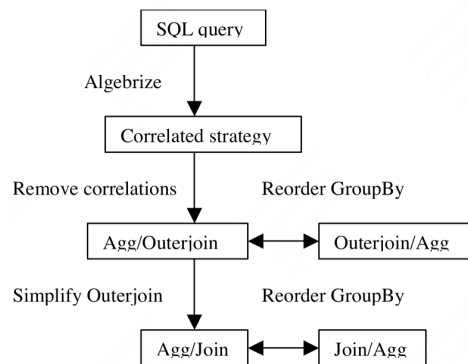 SQL query
Algebrize
Correlated strategy
Remove correlations
Reorder GroupBy
Agg/Outerjoin
Outerjoin/Agg
Simplify Outerjoin
Reorder GroupBy
Agg/Join
Join/Agg